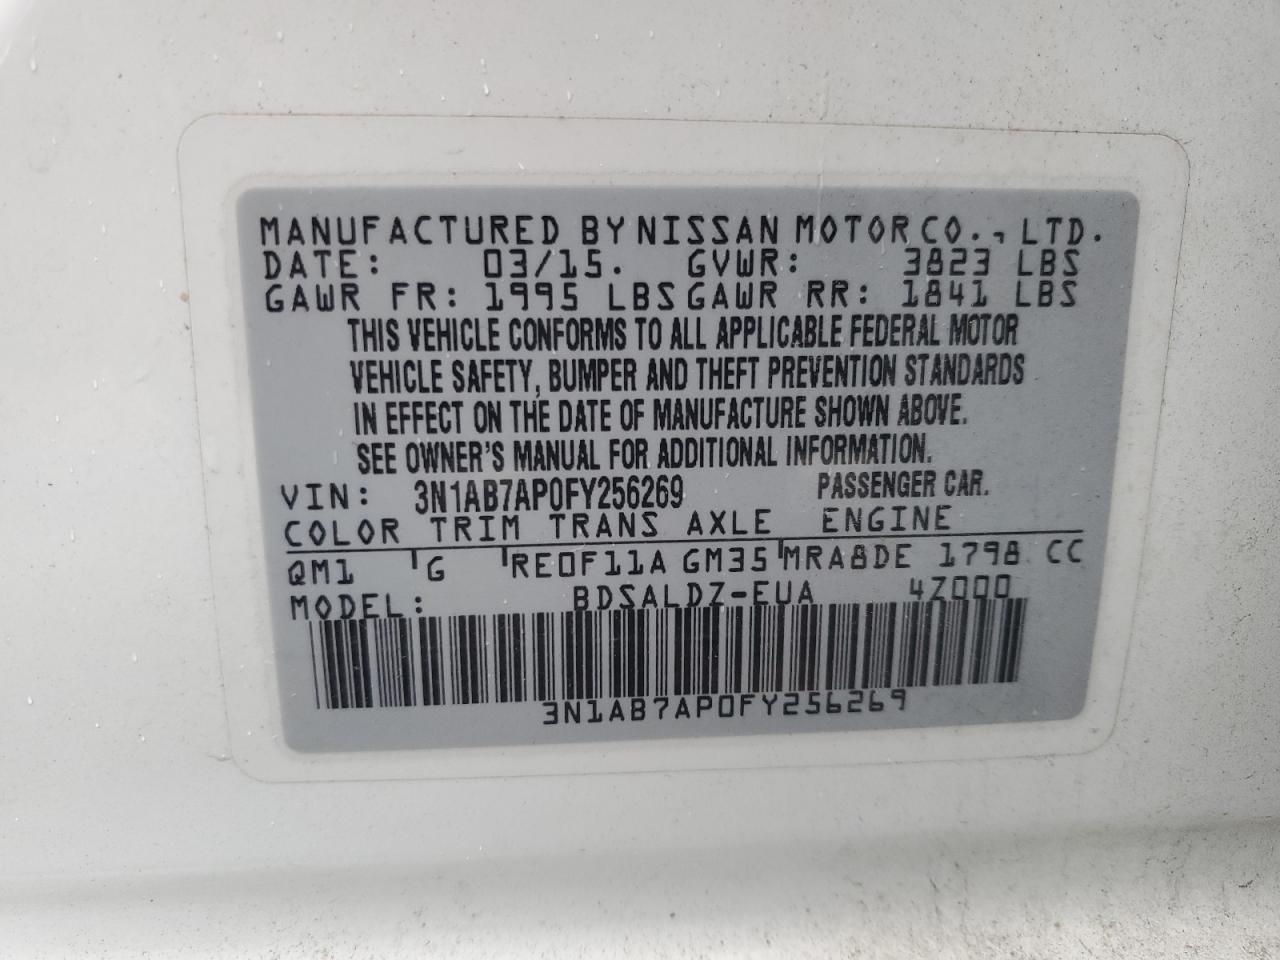 MANUFACTURED BY NISSAN MOTOR CO., LTD.
DATE: 03/15. GVWR: 3823 LBS
GAWR FR: 1995 LBS GAWR RR: 1841 LBS
THIS VEHICLE CONFORMS TO ALL APPLICABLE FEDERAL MOTOR
VEHICLE SAFETY, BUMPER AND THEFT PREVENTION STANDARDS
IN EFFECT ON THE DATE OF MANUFACTURE SHOWN ABOVE.
SEE OWNER'S MANUAL FOR ADDITIONAL INFORMATION.
VIN: 3N1AB7AP0FY256269 PASSENGER CAR.
COLOR TRIM TRANS AXLE ENGINE
QM1 G RE0F11A GM35 MRA8DE 1798 CC
MODEL: BDSALDZ-EUA 4Z000
3N1AB7AP0FY256269